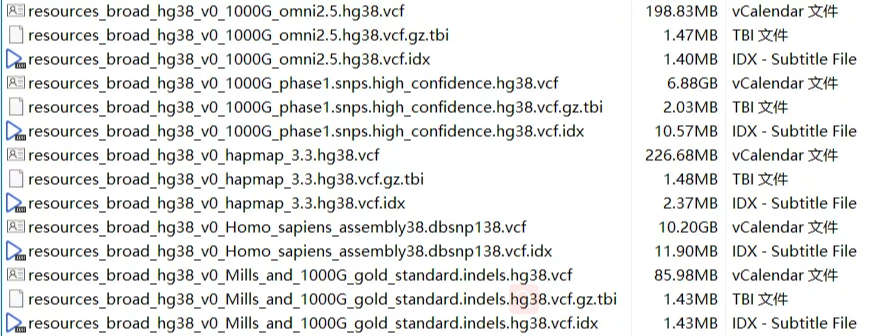 resources_broad_hg38_v0_1000G_omni2.5.hg38.vcf 198.83MB vCalendar 文件
resources_broad_hg38_v0_1000G_omni2.5.hg38.vcf.gz.tbi 1.47MB TBI 文件
resources_broad_hg38_v0_1000G_omni2.5.hg38.vcf.idx 1.40MB IDX - Subtitle File
resources_broad_hg38_v0_1000G_phase1.snps.high_confidence.hg38.vcf 6.88GB vCalendar 文件
resources_broad_hg38_v0_1000G_phase1.snps.high_confidence.hg38.vcf.gz.tbi 2.03MB TBI 文件
resources_broad_hg38_v0_1000G_phase1.snps.high_confidence.hg38.vcf.idx 10.57MB IDX - Subtitle File
resources_broad_hg38_v0_hapmap_3.3.hg38.vcf 226.68MB vCalendar 文件
resources_broad_hg38_v0_hapmap_3.3.hg38.vcf.gz.tbi 1.48MB TBI 文件
resources_broad_hg38_v0_hapmap_3.3.hg38.vcf.idx 2.37MB IDX - Subtitle File
resources_broad_hg38_v0_Homo_sapiens_assembly38.dbsnp138.vcf 10.20GB vCalendar 文件
resources_broad_hg38_v0_Homo_sapiens_assembly38.dbsnp138.vcf.idx 11.90MB IDX - Subtitle File
resources_broad_hg38_v0_Mills_and_1000G_gold_standard.indels.hg38.vcf 85.98MB vCalendar 文件
resources_broad_hg38_v0_Mills_and_1000G_gold_standard.indels.hg38.vcf.gz.tbi 1.43MB TBI 文件
resources_broad_hg38_v0_Mills_and_1000G_gold_standard.indels.hg38.vcf.idx 1.43MB IDX - Subtitle File